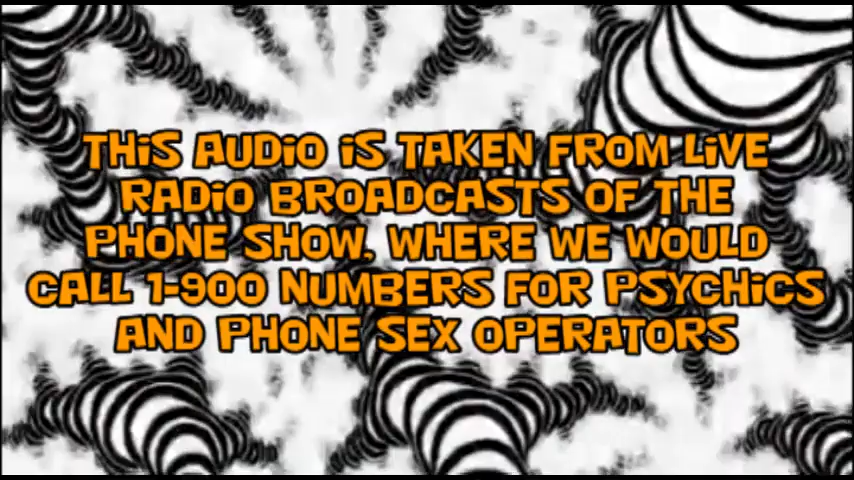 THiS AUDiO iS TAKEN FROM LiVE
RADiO BROADCASTS OF THE
PHONE SHOW, WHERE WE WOULD
CALL 1-900 NUMBERS FOR PSYCHiCS
AND PHONE SEX OPERATORS